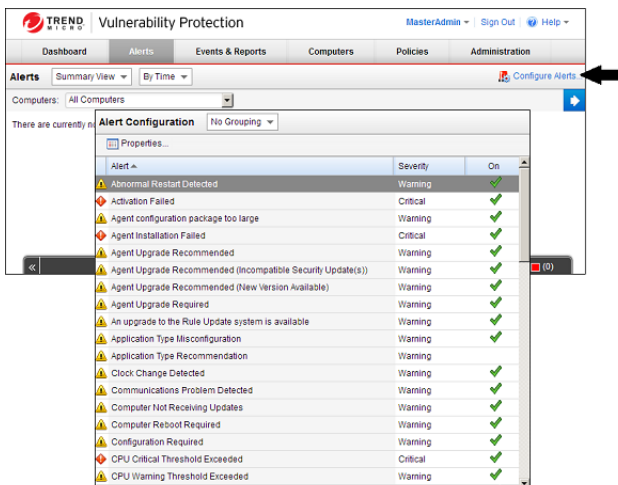 TREND MICRO Vulnerability Protection MasterAdmin Sign Out Help
Dashboard Alerts Events & Reports Computers Policies Administration
Alerts Summary View By Time Configure Alerts...
Computers: All Computers
There are currently
Alert Configuration No Grouping
Properties...
Alert Severity On
Abnormal Restart Detected Warning
Activation Failed Critical
Agent configuration package too large Warning
Agent Installation Failed Critical
Agent Upgrade Recommended Warning
Agent Upgrade Recommended (Incompatible Security Update(s)) Warning
Agent Upgrade Recommended (New Version Available) Warning
(0)
Agent Upgrade Required Warning
An upgrade to the Rule Update system is available Warning
Application Type Misconfiguration Warning
Application Type Recommendation Warning
Clock Change Detected Warning
Communications Problem Detected Warning
Computer Not Receiving Updates Warning
Computer Reboot Required Warning
Configuration Required Warning
CPU Critical Threshold Exceeded Critical
CPU Warning Threshold Exceeded Warning